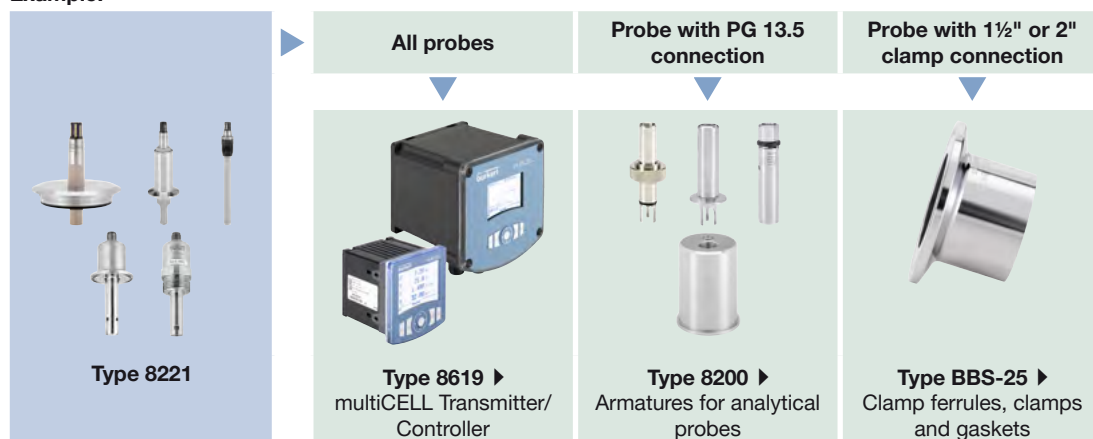 All probes
Probe with PG 13.5
connection
Probe with 1½" or 2"
clamp connection
bürkert
Type 8221
Type 8619
multiCELL Transmitter/
Controller
Type 8200
Armatures for analytical
probes
Type BBS-25
Clamp ferrules, clamps
and gaskets